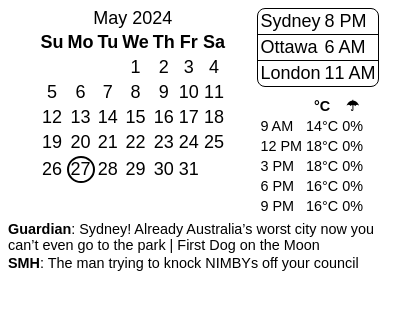 May 2024
Su Mo Tu We Th Fr Sa
1 2 3 4
5 6 7 8 9 10 11
12 13 14 15 16 17 18
19 20 21 22 23 24 25
26 27 28 29 30 31
Sydney 8 PM
Ottawa 6 AM
London 11 AM
°C ☂
9 AM 14°C 0%
12 PM 18°C 0%
3 PM 18°C 0%
6 PM 16°C 0%
9 PM 16°C 0%
Guardian: Sydney! Already Australia’s worst city now you
can’t even go to the park | First Dog on the Moon
SMH: The man trying to knock NIMBYs off your council